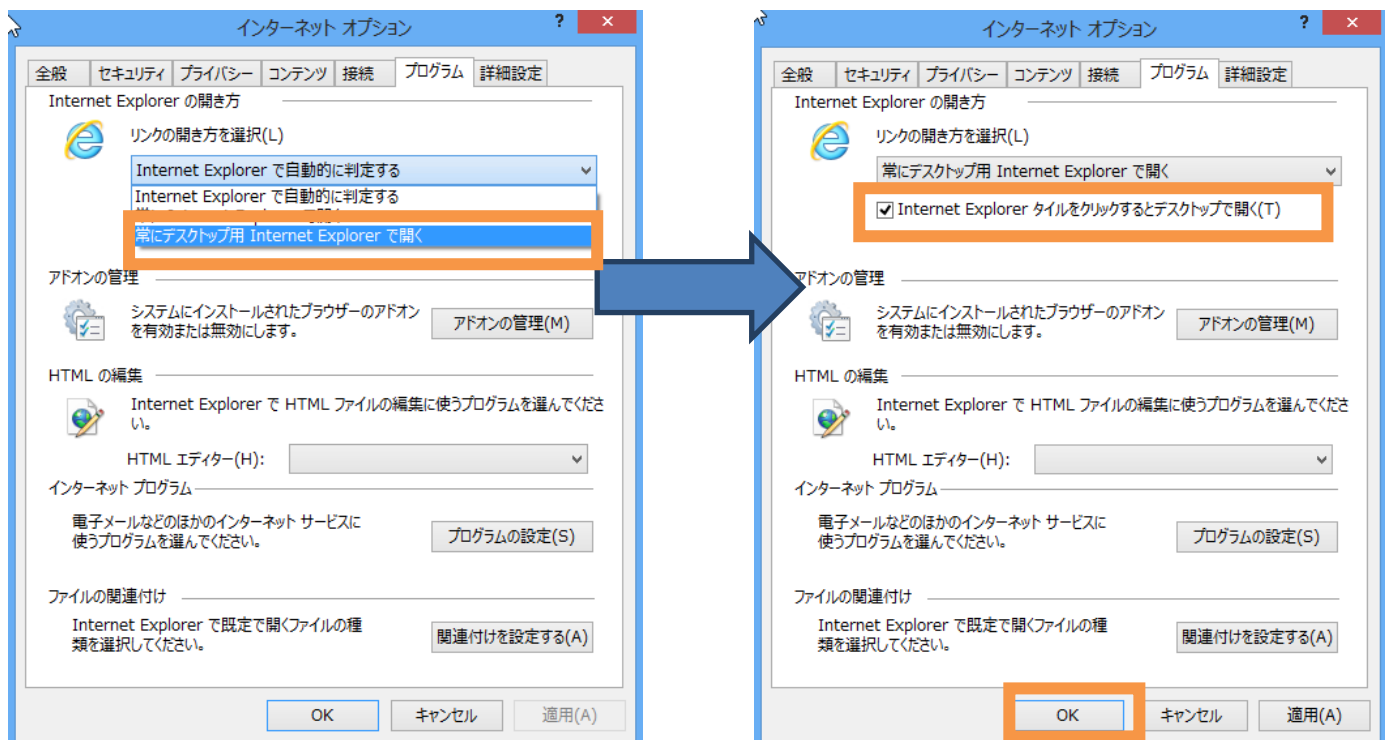 インターネット オプション
?
×
全般
セキュリティ
プライバシー
コンテンツ
接続
プログラム
詳細設定
Internet Explorer の開き方
リンクの開き方を選択(L)
Internet Explorer で自動的に判定する
Internet Explorer で自動的に判定する
常にデスクトップ用 Internet Explorer で開く
アドオンの管理
システムにインストールされたブラウザーのアドオン
を有効または無効にします。
アドオンの管理(M)
HTML の編集
Internet Explorer で HTML ファイルの編集に使うプログラムを選んでくださ
い。
HTML エディター(H):
インターネット プログラム
電子メールなどのほかのインターネット サービスに
使うプログラムを選んでください。
プログラムの設定(S)
ファイルの関連付け
Internet Explorer で既定で開くファイルの種
類を選択してください。
関連付けを設定する(A)
OK
キャンセル
適用(A)
インターネット オプション
?
×
全般
セキュリティ
プライバシー
コンテンツ
接続
プログラム
詳細設定
Internet Explorer の開き方
リンクの開き方を選択(L)
常にデスクトップ用 Internet Explorer で開く
Internet Explorer タイルをクリックするとデスクトップで開く(T)
アドオンの管理
システムにインストールされたブラウザーのアドオン
を有効または無効にします。
アドオンの管理(M)
HTML の編集
Internet Explorer で HTML ファイルの編集に使うプログラムを選んでくださ
い。
HTML エディター(H):
インターネット プログラム
電子メールなどのほかのインターネット サービスに
使うプログラムを選んでください。
プログラムの設定(S)
ファイルの関連付け
Internet Explorer で既定で開くファイルの種
類を選択してください。
関連付けを設定する(A)
OK
キャンセル
適用(A)